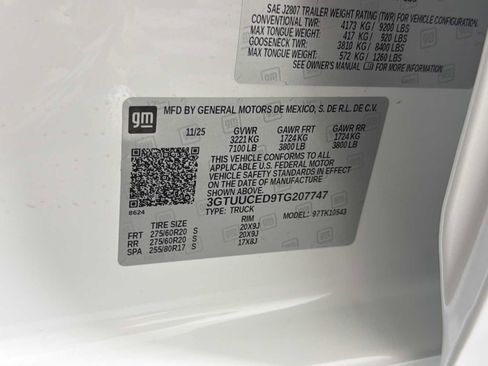 SAE J2807 TRAILER WEIGHT RATING (TWR) FOR VEHICLE CONFIGURATION.
CONVENTIONAL TWR: 4173 KG / 9200 LBS
MAX TONGUE WEIGHT: 417 KG / 920 LBS
GOOSENECK TWR: 3810 KG / 8400 LBS
MAX TONGUE WEIGHT: 572 KG / 1260 LBS
SEE OWNER'S MANUAL FOR MORE INFORMATION.
gm
MFD BY GENERAL MOTORS DE MEXICO, S. DE R.L. DE C.V.
11/25 GVWR GAWR FRT GAWR RR
3221 KG 1724 KG 1724 KG
7100 LB 3800 LB 3800 LB
THIS VEHICLE CONFORMS TO ALL
APPLICABLE U.S. FEDERAL MOTOR
VEHICLE SAFETY AND THEFT PREVENTION
STANDARDS IN EFFECT ON THE
DATE OF MANUFACTURE SHOWN ABOVE.
3GTUUCED9TG207747
8624
TYPE: TRUCK MODEL: 97TK10543
TIRE SIZE RIM
FRT 275/60R20 S 20X9J
RR 275/60R20 S 20X9J
SPA 255/80R17 S 17X8J